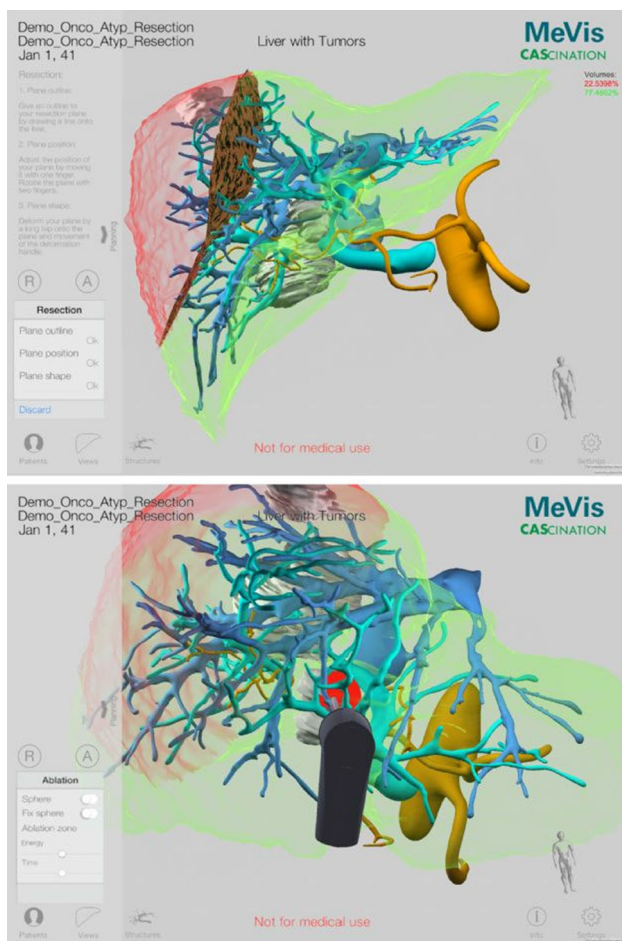 Demo_Onco_Atyp_Resection
Demo_Onco_Atyp_Resection
Jan 1, 41
Liver with Tumors
MeVis
CAScination
Volumes:
22.5398%
Resection:
1. Plane outline:
Give an outline to
your resection plane
by drawing a line onto
the liver.
2. Plane position:
Adjust the position of
your plane by moving
it with one finger.
Rotate the plane with
two fingers.
3. Plane shape:
Deform your plane by
a long tap onto the
plane and movement
of the deformation
handle.
Planning
R
A
Resection
Plane outline
Ok
Plane position
Ok
Plane shape
Ok
Discard
Patients
Views
Structures
Not for medical use
Info
Settings
Demo_Onco_Atyp_Resection
Demo_Onco_Atyp_Resection
Jan 1, 41
Liver with Tumors
MeVis
CAScination
Planning
R
A
Ablation
Sphere
Fix sphere
Ablation zone
Energy
Time
Patients
Views
Structures
Not for medical use
Info
Settings